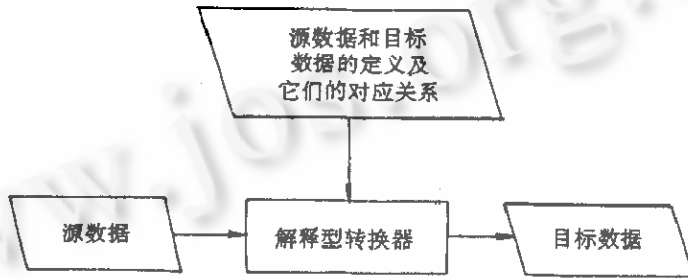 源数据和目标
数据的定义及
它们的对应关系
源数据
解释型转换器
目标数据